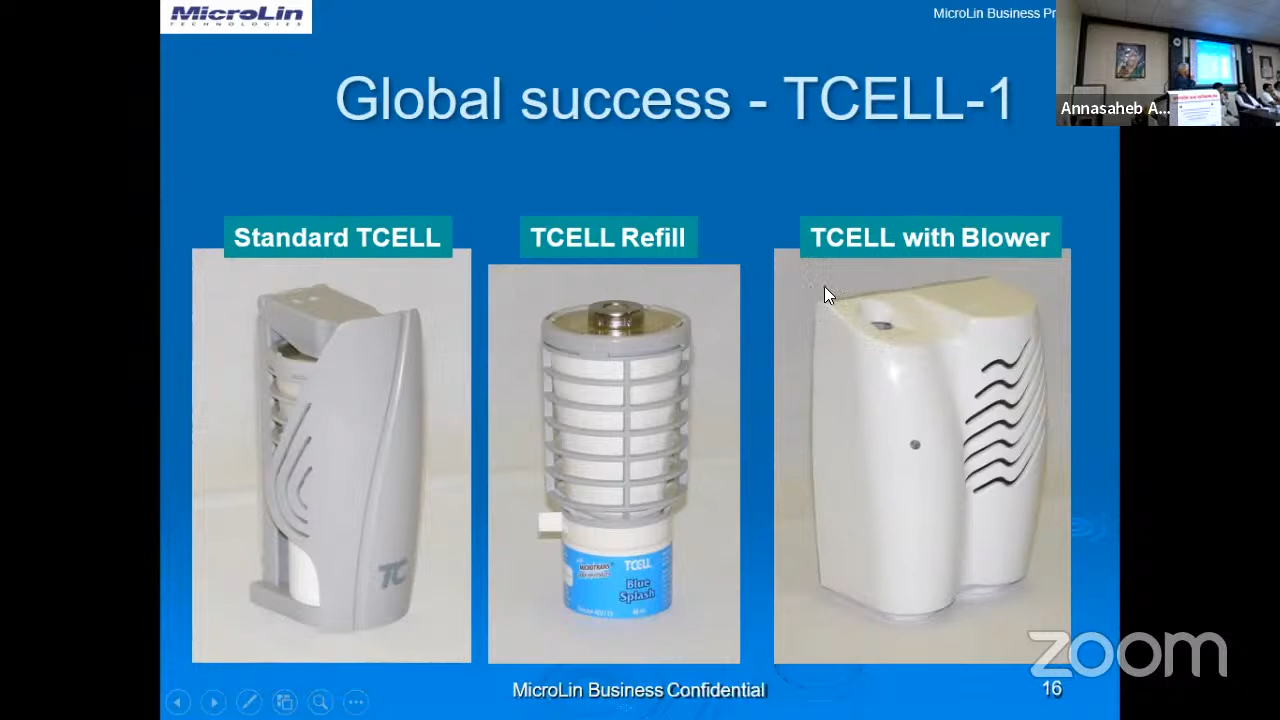 MICROLIN
TECHNOLOGIES
MicroLin Business Pr
Annasaheb A...
Global success - TCELL-1
Standard TCELL
TCELL Refill
TCELL with Blower
TC
MICROTRANS
TCELL
Blue
Splash
MicroLin Business Confidential
16
zoom